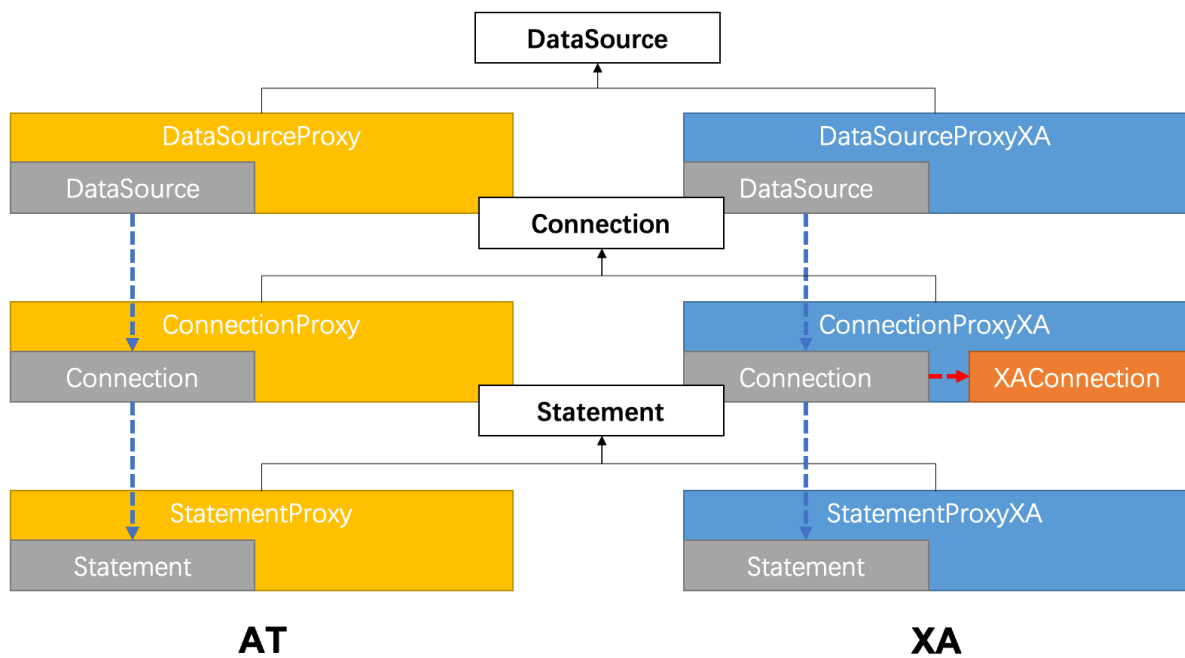 DataSource
DataSourceProxy
DataSourceProxyXA
DataSource
DataSource
Connection
ConnectionProxy
ConnectionProxyXA
Connection
Connection
XAConnection
Statement
StatementProxy
StatementProxyXA
Statement
Statement
AT
XA